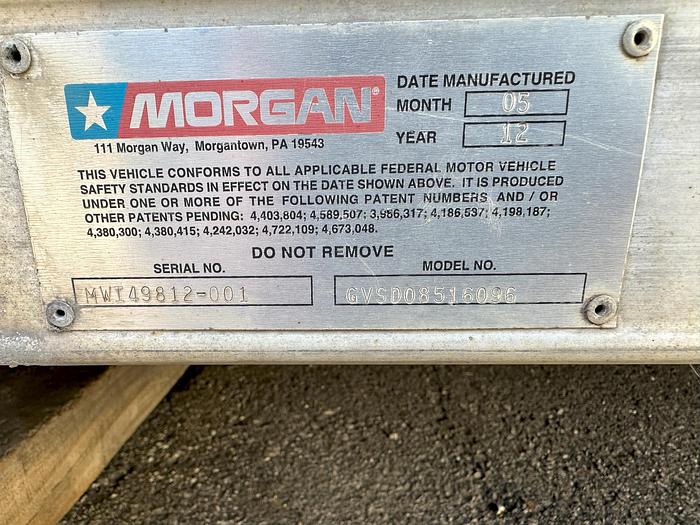 MORGAN®
111 Morgan Way, Morgantown, PA 19543
DATE MANUFACTURED
MONTH 05
YEAR 12
THIS VEHICLE CONFORMS TO ALL APPLICABLE FEDERAL MOTOR VEHICLE
SAFETY STANDARDS IN EFFECT ON THE DATE SHOWN ABOVE. IT IS PRODUCED
UNDER ONE OR MORE OF THE FOLLOWING PATENT NUMBERS AND / OR
OTHER PATENTS PENDING: 4,403,804; 4,589,507; 3,986,317; 4,186,537; 4,198,187;
4,380,300; 4,380,415; 4,242,032; 4,722,109; 4,673,048.
DO NOT REMOVE
SERIAL NO. MODEL NO.
MWI49812-001 GVSD08516096